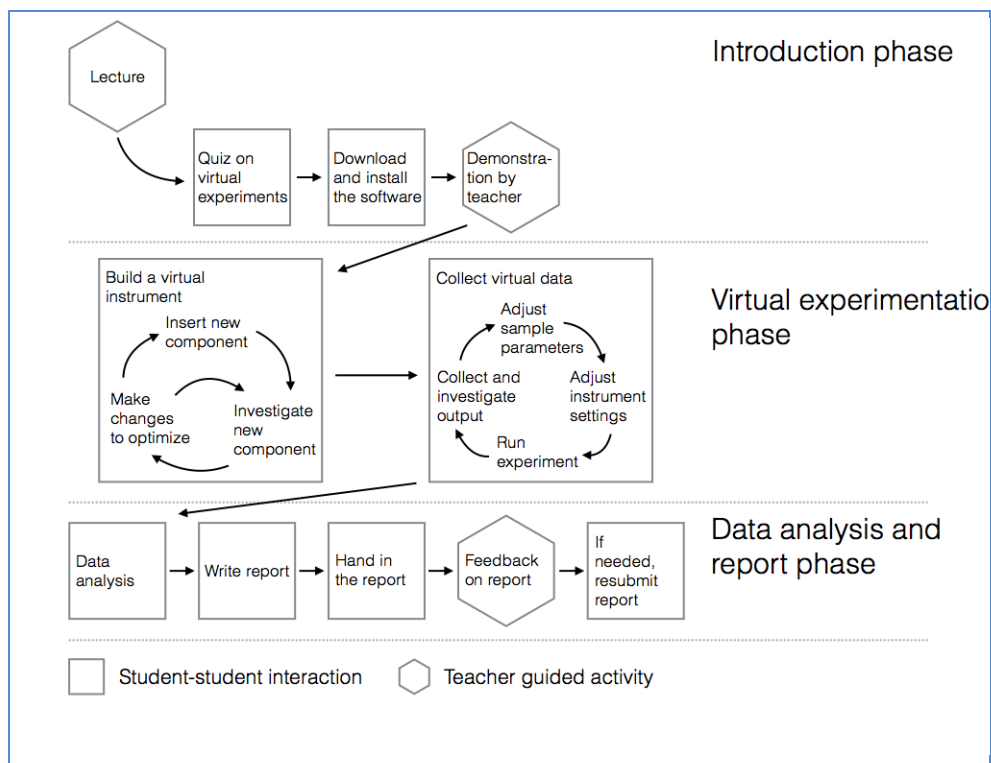 Introduction phase
Lecture
Quiz on
virtual
experiments
Download
and install
the software
Demonstra-
tion by
teacher
Virtual experimentatio
phase
Build a virtual
instrument
Insert new
component
Make
changes
to optimize
Investigate
new
component
Collect virtual data
Adjust
sample
parameters
Collect and
investigate
output
Adjust
instrument
settings
Run
experiment
Data analysis and
report phase
Data
analysis
Write report
Hand in
the report
Feedback
on report
If
needed,
resubmit
report
Student-student interaction
Teacher guided activity